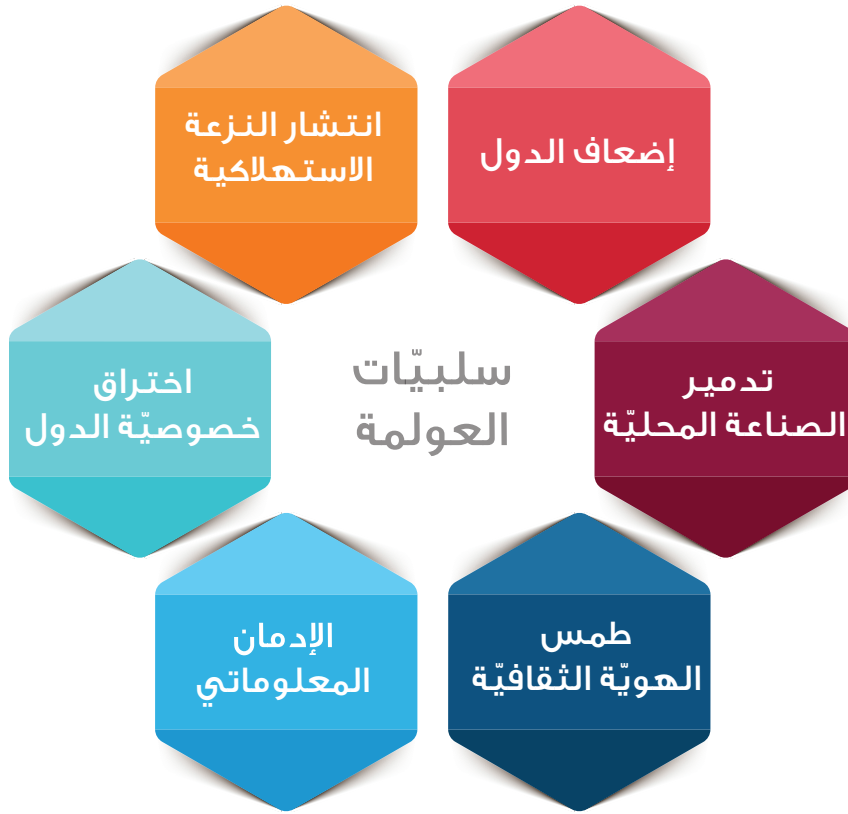 انتشار النزعة
الاستهلاكية
إضعاف الدول
اختراق
خصوصيّة الدول
سلبيّات
العولمة
تدمير
الصناعة المحليّة
الإدمان
المعلوماتي
طمس
الهويّة الثقافيّة